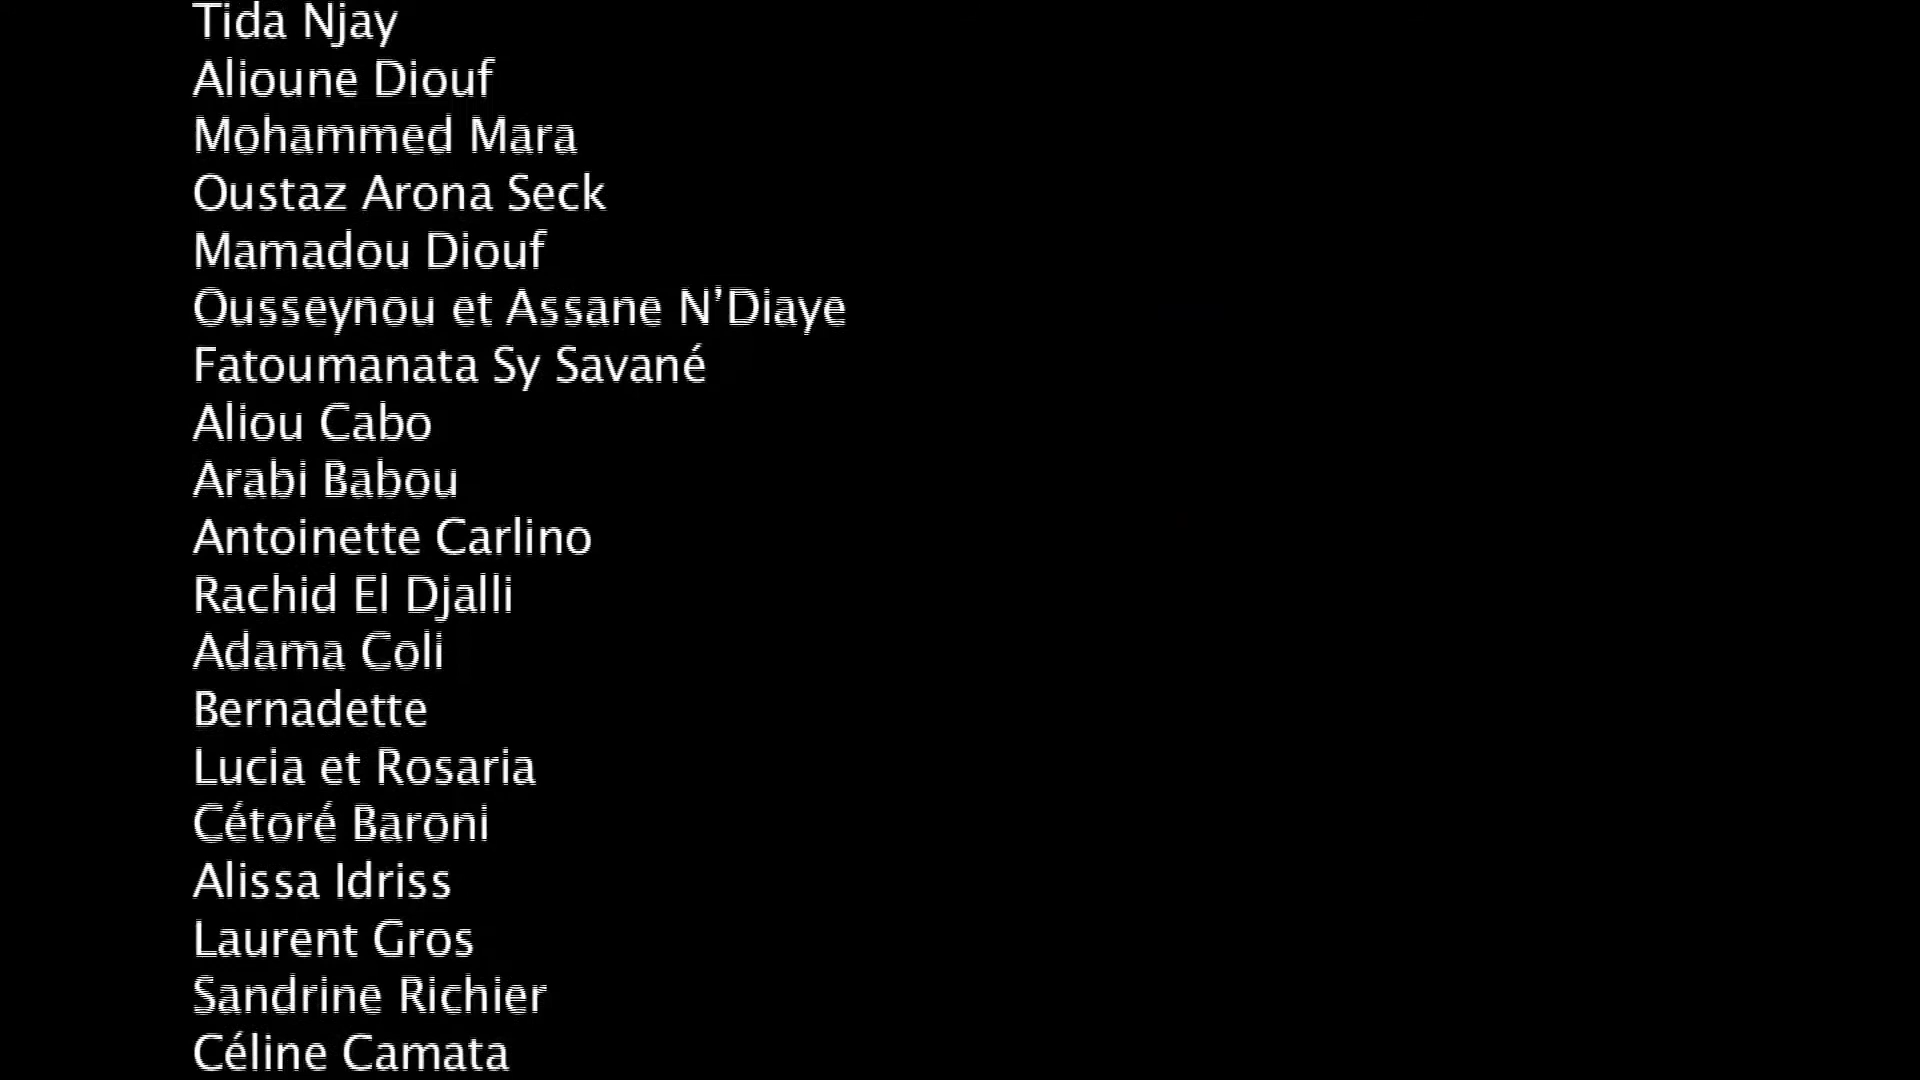 Tida Njay
Alioune Diouf
Mohammed Mara
Oustaz Arona Seck
Mamadou Diouf
Ousseynou et Assane N’Diaye
Fatoumanata Sy Savané
Aliou Cabo
Arabi Babou
Antoinette Carlino
Rachid El Djalli
Adama Coli
Bernadette
Lucia et Rosaria
Cétoré Baroni
Alissa Idriss
Laurent Gros
Sandrine Richier
Céline Camata